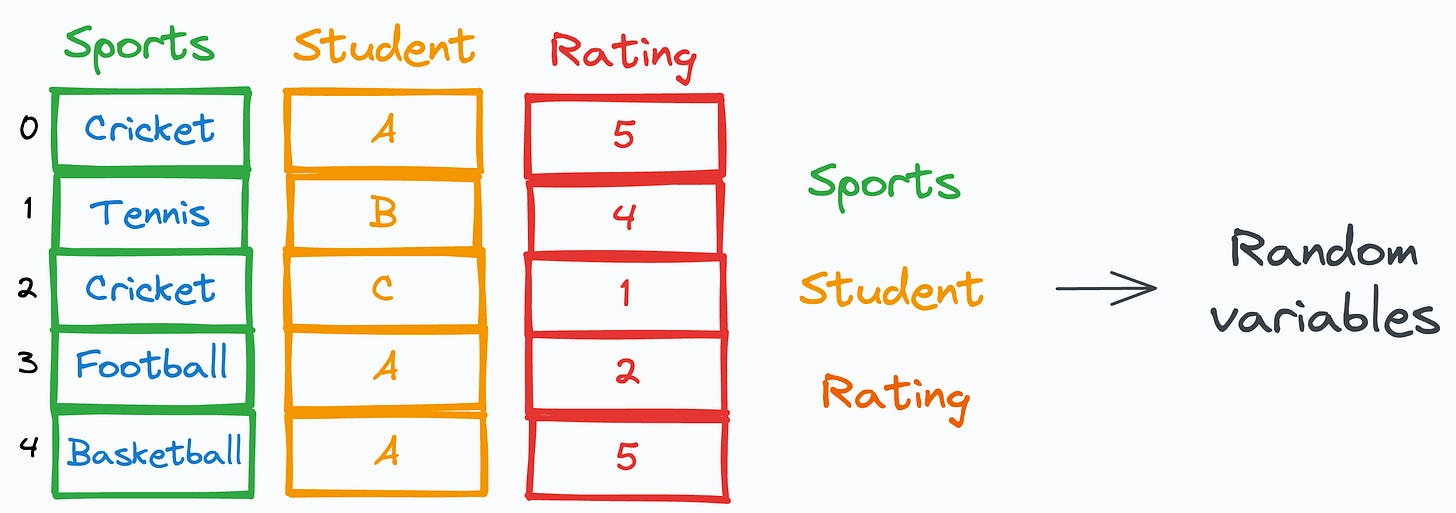 Sports Student Rating
0 Cricket A 5
1 Tennis B 4
2 Cricket C 1
3 Football A 2
4 Basketball A 5
Sports
Student
Rating
Random
variables